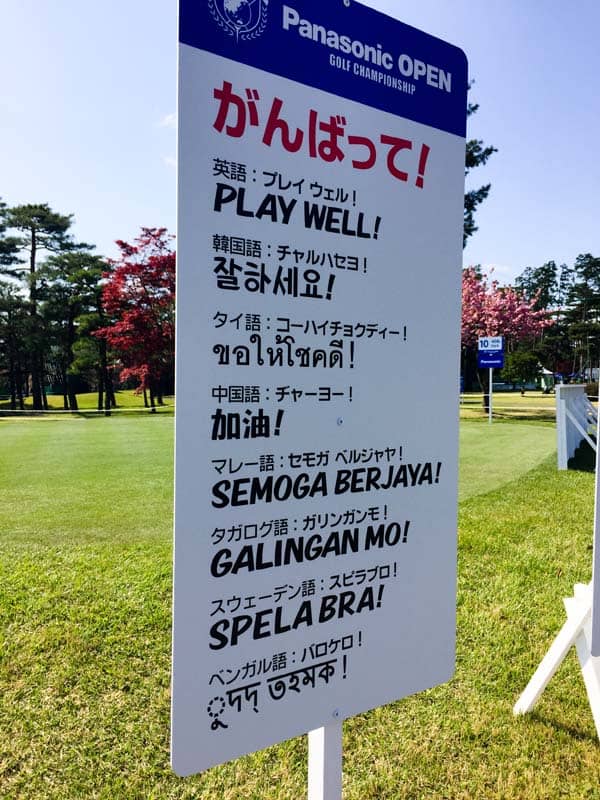 Panasonic OPEN
GOLF CHAMPIONSHIP
がんばって!
英語：プレイ ウェル！
PLAY WELL!
韓国語：チャルハセヨ！
잘하세요!
タイ語：コーハイチョクディー！
ขอให้โชคดี!
中国語：チャーヨー！
加油!
マレー語：セモガ ベルジャヤ！
SEMOGA BERJAYA!
タガログ語：ガリンガンモ！
GALINGAN MO!
スウェーデン語：スピラブロ！
SPELA BRA!
ベンガル語：バロケロ！
ুদদ্ তহমক!
10
Panasonic